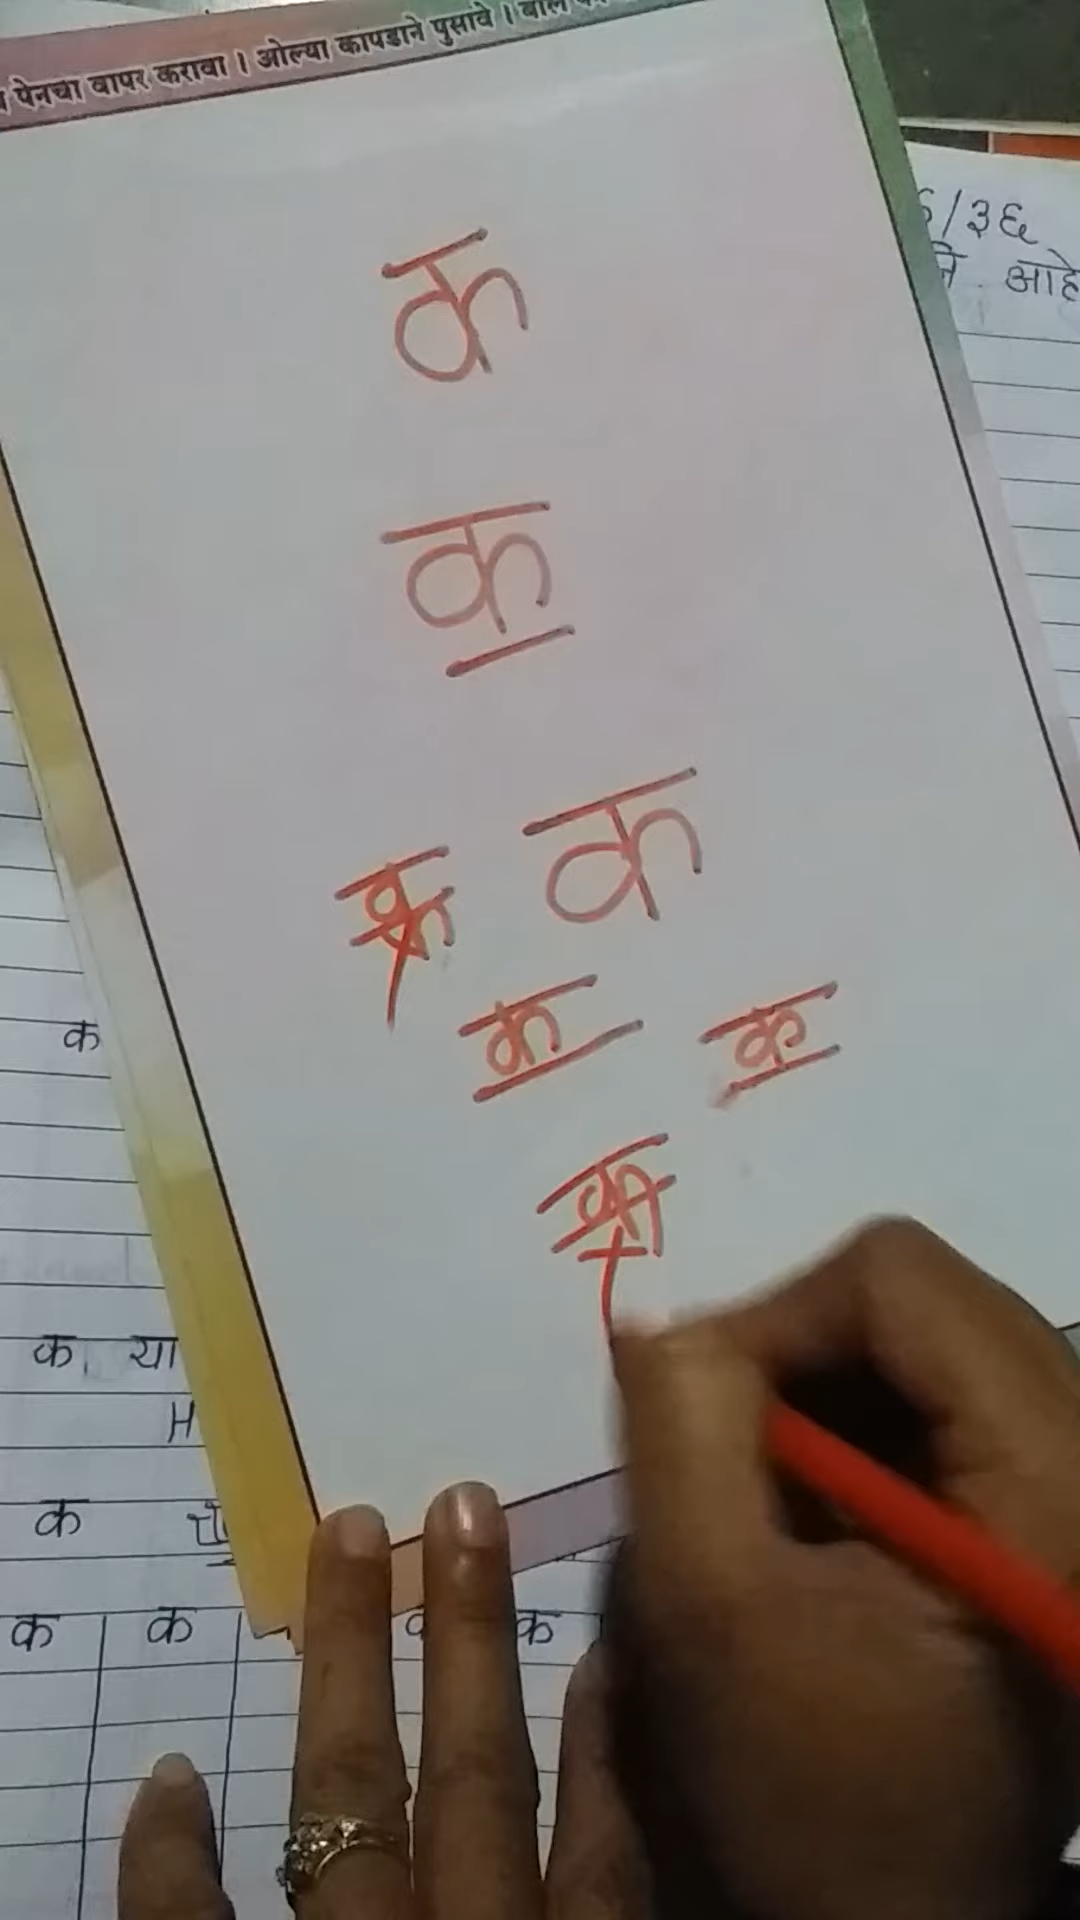 पेनचा वापर करावा । ओल्या कापडाने पुसावे ।
/३६
आहे
क
क
क
क क
क
क या
H
क
क क क